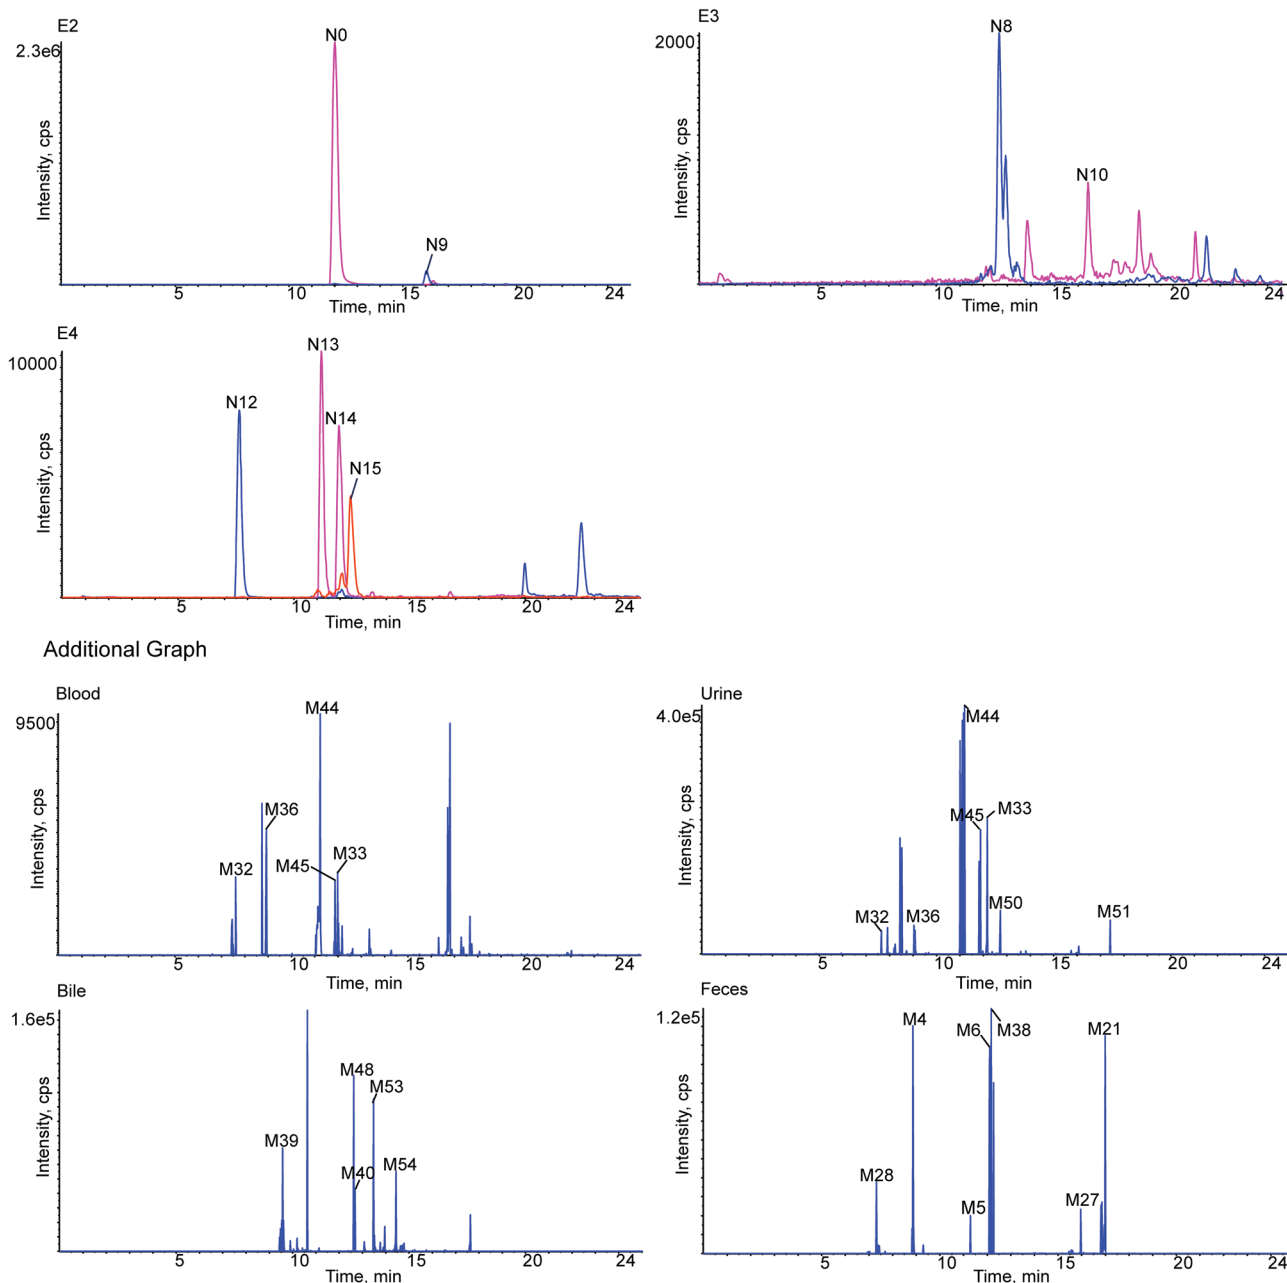 E2
2.3e6
N0
N9
Intensity, cps
5 10 15 20 24
Time, min
E3
2000
N8
N10
Intensity, cps
5 10 15 20 24
Time, min
E4
10000
N12
N13
N14
N15
Intensity, cps
5 10 15 20 24
Time, min
Additional Graph
Blood
9500
M44
M36
M32
M45
M33
Intensity, cps
5 10 15 20 24
Time, min
Urine
4.0e5
M44
M45
M33
M32
M36
M50
M51
Intensity, cps
5 10 15 20 24
Time, min
Bile
1.6e5
M48
M53
M39
M40
M54
Intensity, cps
5 10 15 20 24
Time, min
Feces
1.2e5
M4
M6
M38
M21
M28
M5
M27
Intensity, cps
5 10 15 20 24
Time, min